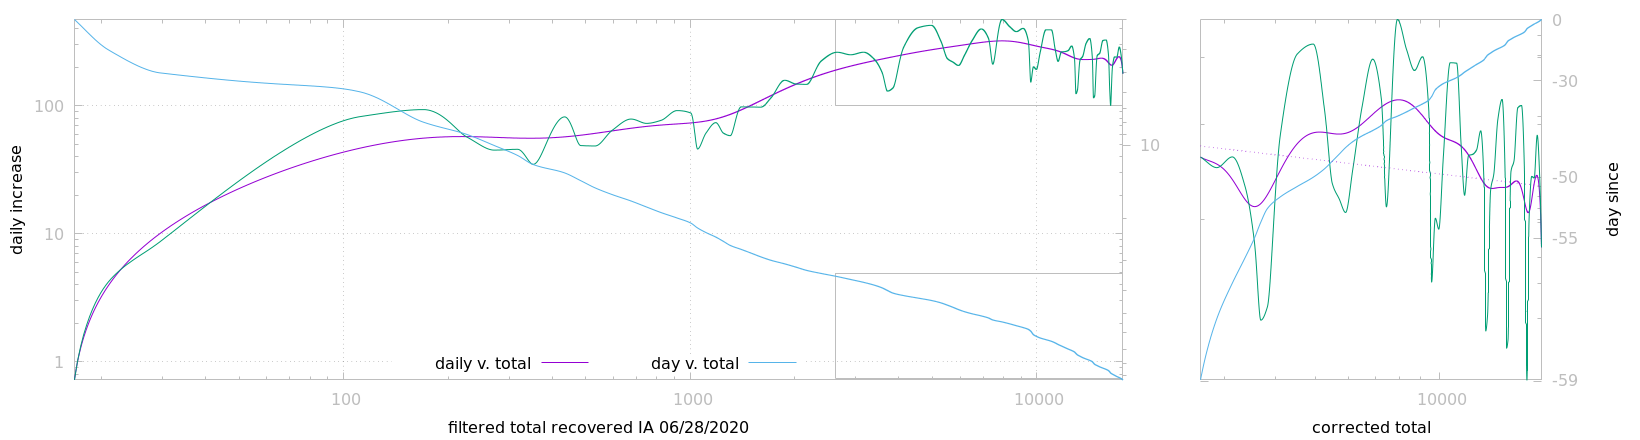 daily increase
100
10
1
100
1000
10000
filtered total recovered IA 06/28/2020
daily v. total
day v. total
10
0
-30
-50
-55
-59
day since
10000
corrected total